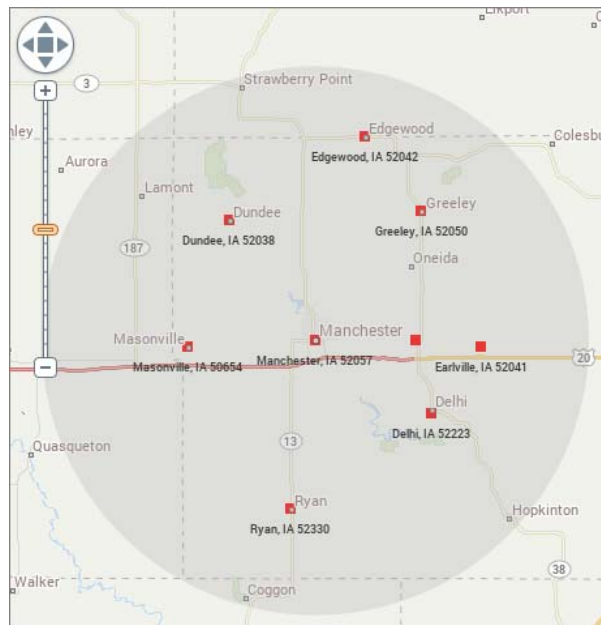 Elkport
3
Strawberry Point
Edgewood
Colesbu
nley
Edgewood, IA 52042
Aurora
Lamont
Greeley
Dundee
Greeley, IA 52050
Dundee, IA 52038
187
Oneida
Masonville
Manchester
Masonville, IA 50654
Manchester, IA 52057
Earlville, IA 52041
20
Delhi
Delhi, IA 52223
13
Quasqueton
Ryan
Hopkinton
Ryan, IA 52330
38
Walker
Coggon